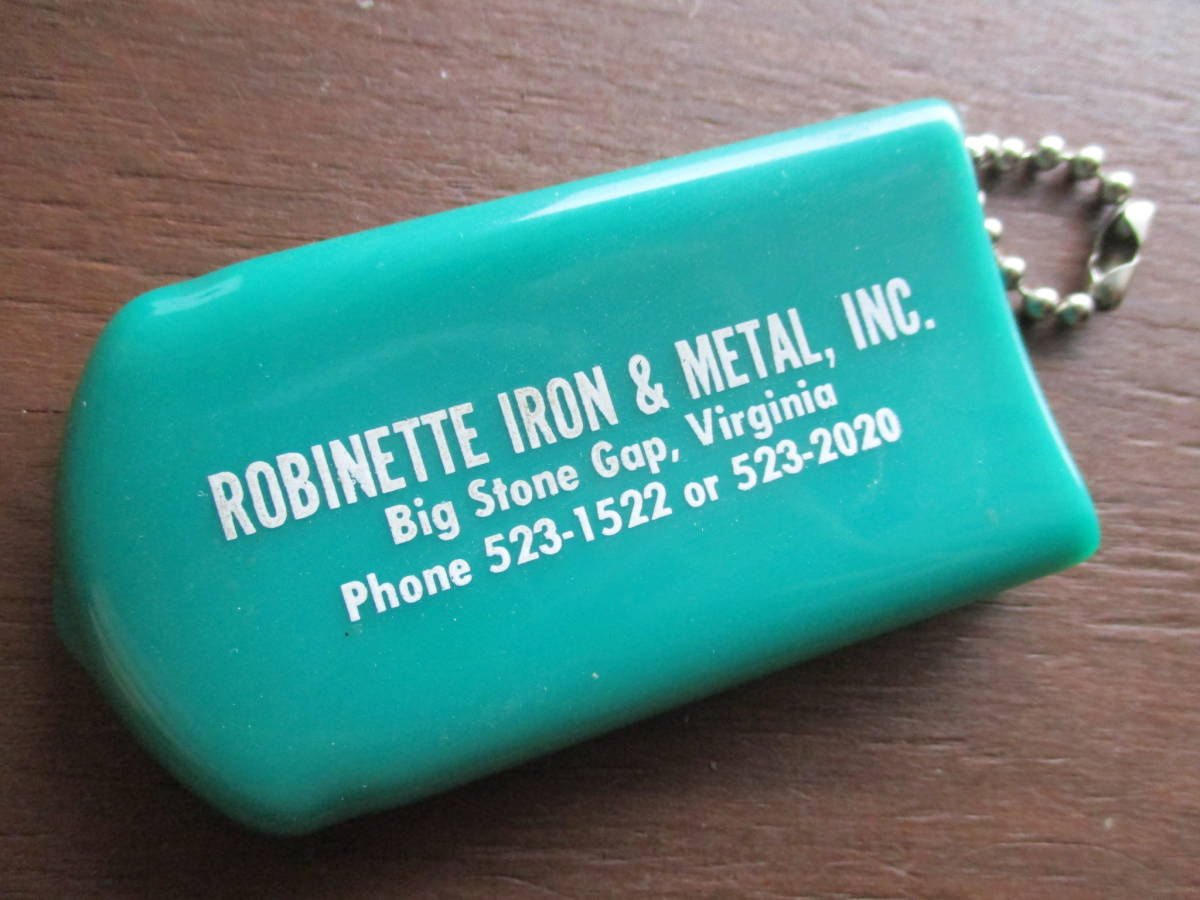 ROBINETTE IRON & METAL, INC.
Big Stone Gap, Virginia
Phone 523-1522 or 523-2020